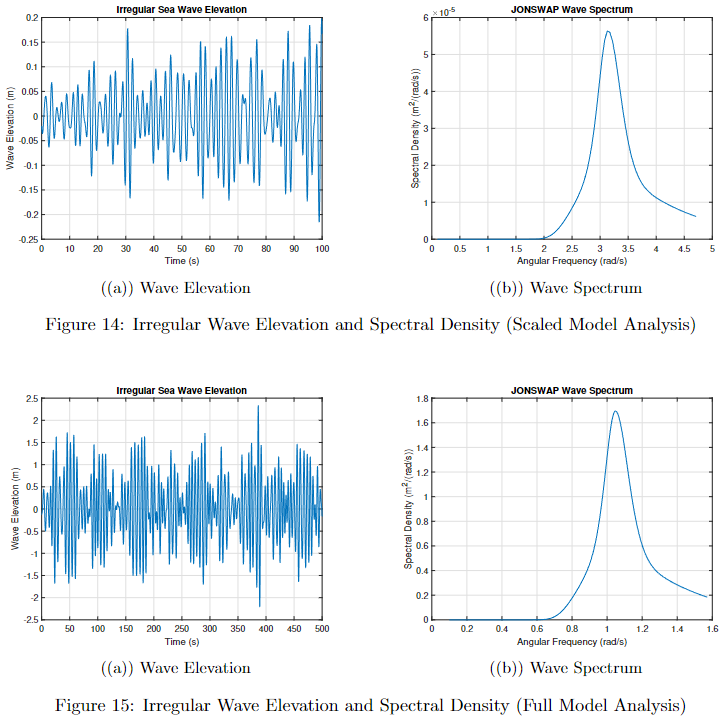 Irregular Sea Wave Elevation
Wave Elevation (m)
0.2
0.15
0.1
0.05
0
-0.05
-0.1
-0.15
-0.2
-0.25
0 10 20 30 40 50 60 70 80 90 100
Time (s)
((a)) Wave Elevation
JONSWAP Wave Spectrum
×10⁻⁵
Spectral Density (m²/(rad/s))
6
5
4
3
2
1
0
0 0.5 1 1.5 2 2.5 3 3.5 4 4.5 5
Angular Frequency (rad/s)
((b)) Wave Spectrum
Figure 14: Irregular Wave Elevation and Spectral Density (Scaled Model Analysis)
Irregular Sea Wave Elevation
Wave Elevation (m)
2.5
2
1.5
1
0.5
0
-0.5
-1
-1.5
-2
-2.5
0 50 100 150 200 250 300 350 400 450 500
Time (s)
((a)) Wave Elevation
JONSWAP Wave Spectrum
Spectral Density (m²/(rad/s))
1.8
1.6
1.4
1.2
1
0.8
0.6
0.4
0.2
0
0 0.2 0.4 0.6 0.8 1 1.2 1.4 1.6
Angular Frequency (rad/s)
((b)) Wave Spectrum
Figure 15: Irregular Wave Elevation and Spectral Density (Full Model Analysis)